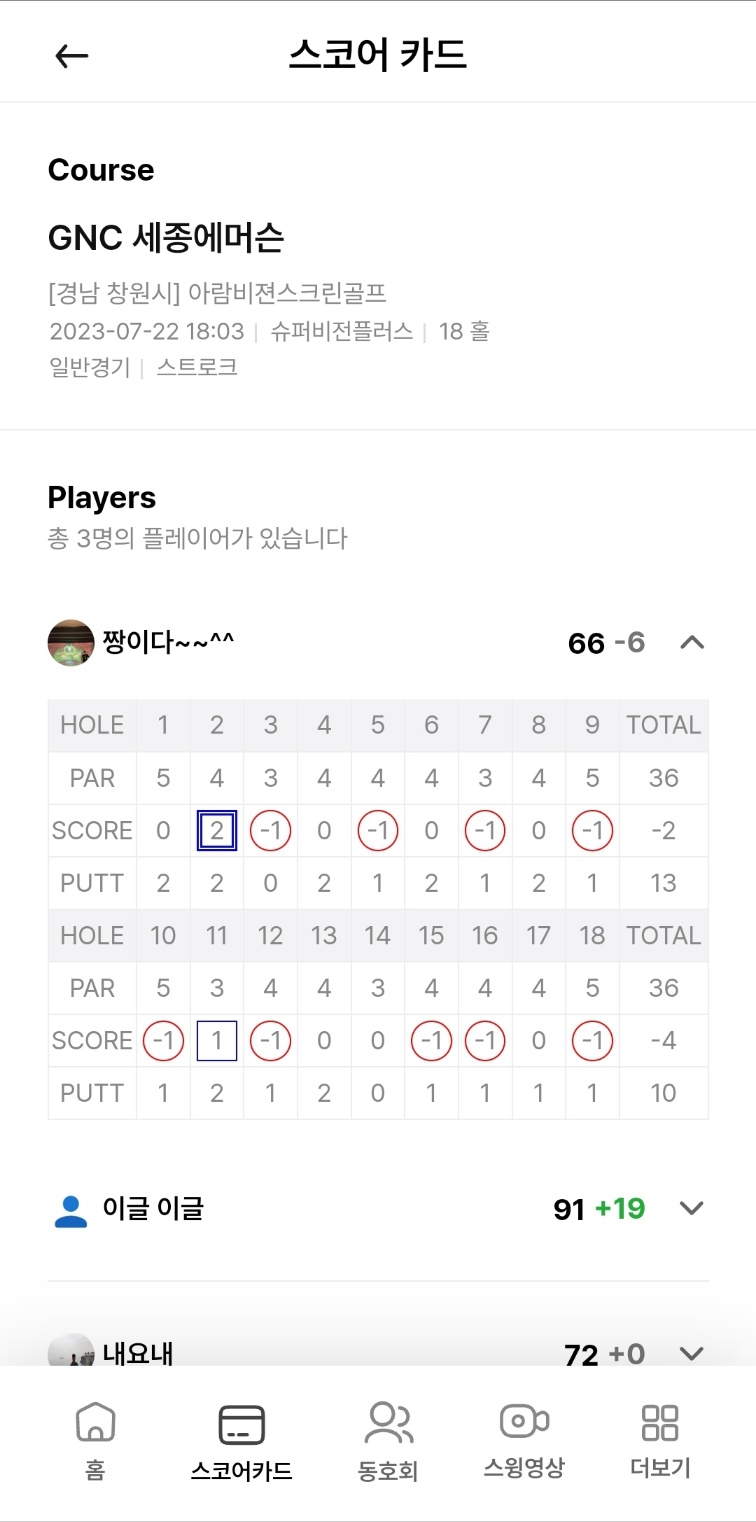 스코어 카드
Course
GNC 세종에머슨
[경남 창원시] 아람비젼스크린골프
2023-07-22 18:03 | 슈퍼비전플러스 | 18 홀
일반경기 | 스트로크
Players
총 3명의 플레이어가 있습니다
짱이다~~^^ 66 -6
HOLE 1 2 3 4 5 6 7 8 9 TOTAL
PAR 5 4 3 4 4 4 3 4 5 36
SCORE 0 2 -1 0 -1 0 -1 0 -1 -2
PUTT 2 2 0 2 1 2 1 2 1 13
HOLE 10 11 12 13 14 15 16 17 18 TOTAL
PAR 5 3 4 4 3 4 4 4 5 36
SCORE -1 1 -1 0 0 -1 -1 0 -1 -4
PUTT 1 2 1 2 0 1 1 1 1 10
이글 이글 91 +19
내요내 72 +0
홈 스코어카드 동호회 스윙영상 더보기